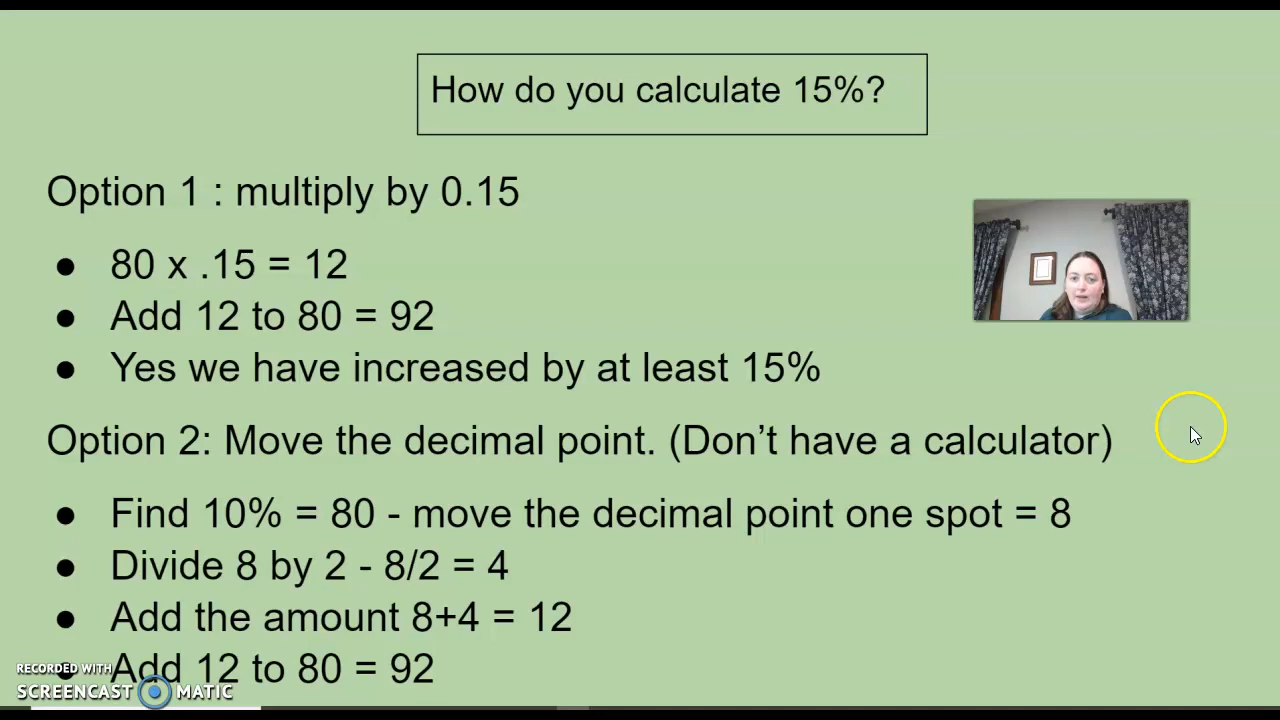 How do you calculate 15%?
Option 1 : multiply by 0.15
● 80 x .15 = 12
● Add 12 to 80 = 92
● Yes we have increased by at least 15%
Option 2: Move the decimal point. (Don’t have a calculator)
● Find 10% = 80 - move the decimal point one spot = 8
● Divide 8 by 2 - 8/2 = 4
● Add the amount 8+4 = 12
● Add 12 to 80 = 92
RECORDED WITH
SCREENCAST MATIC